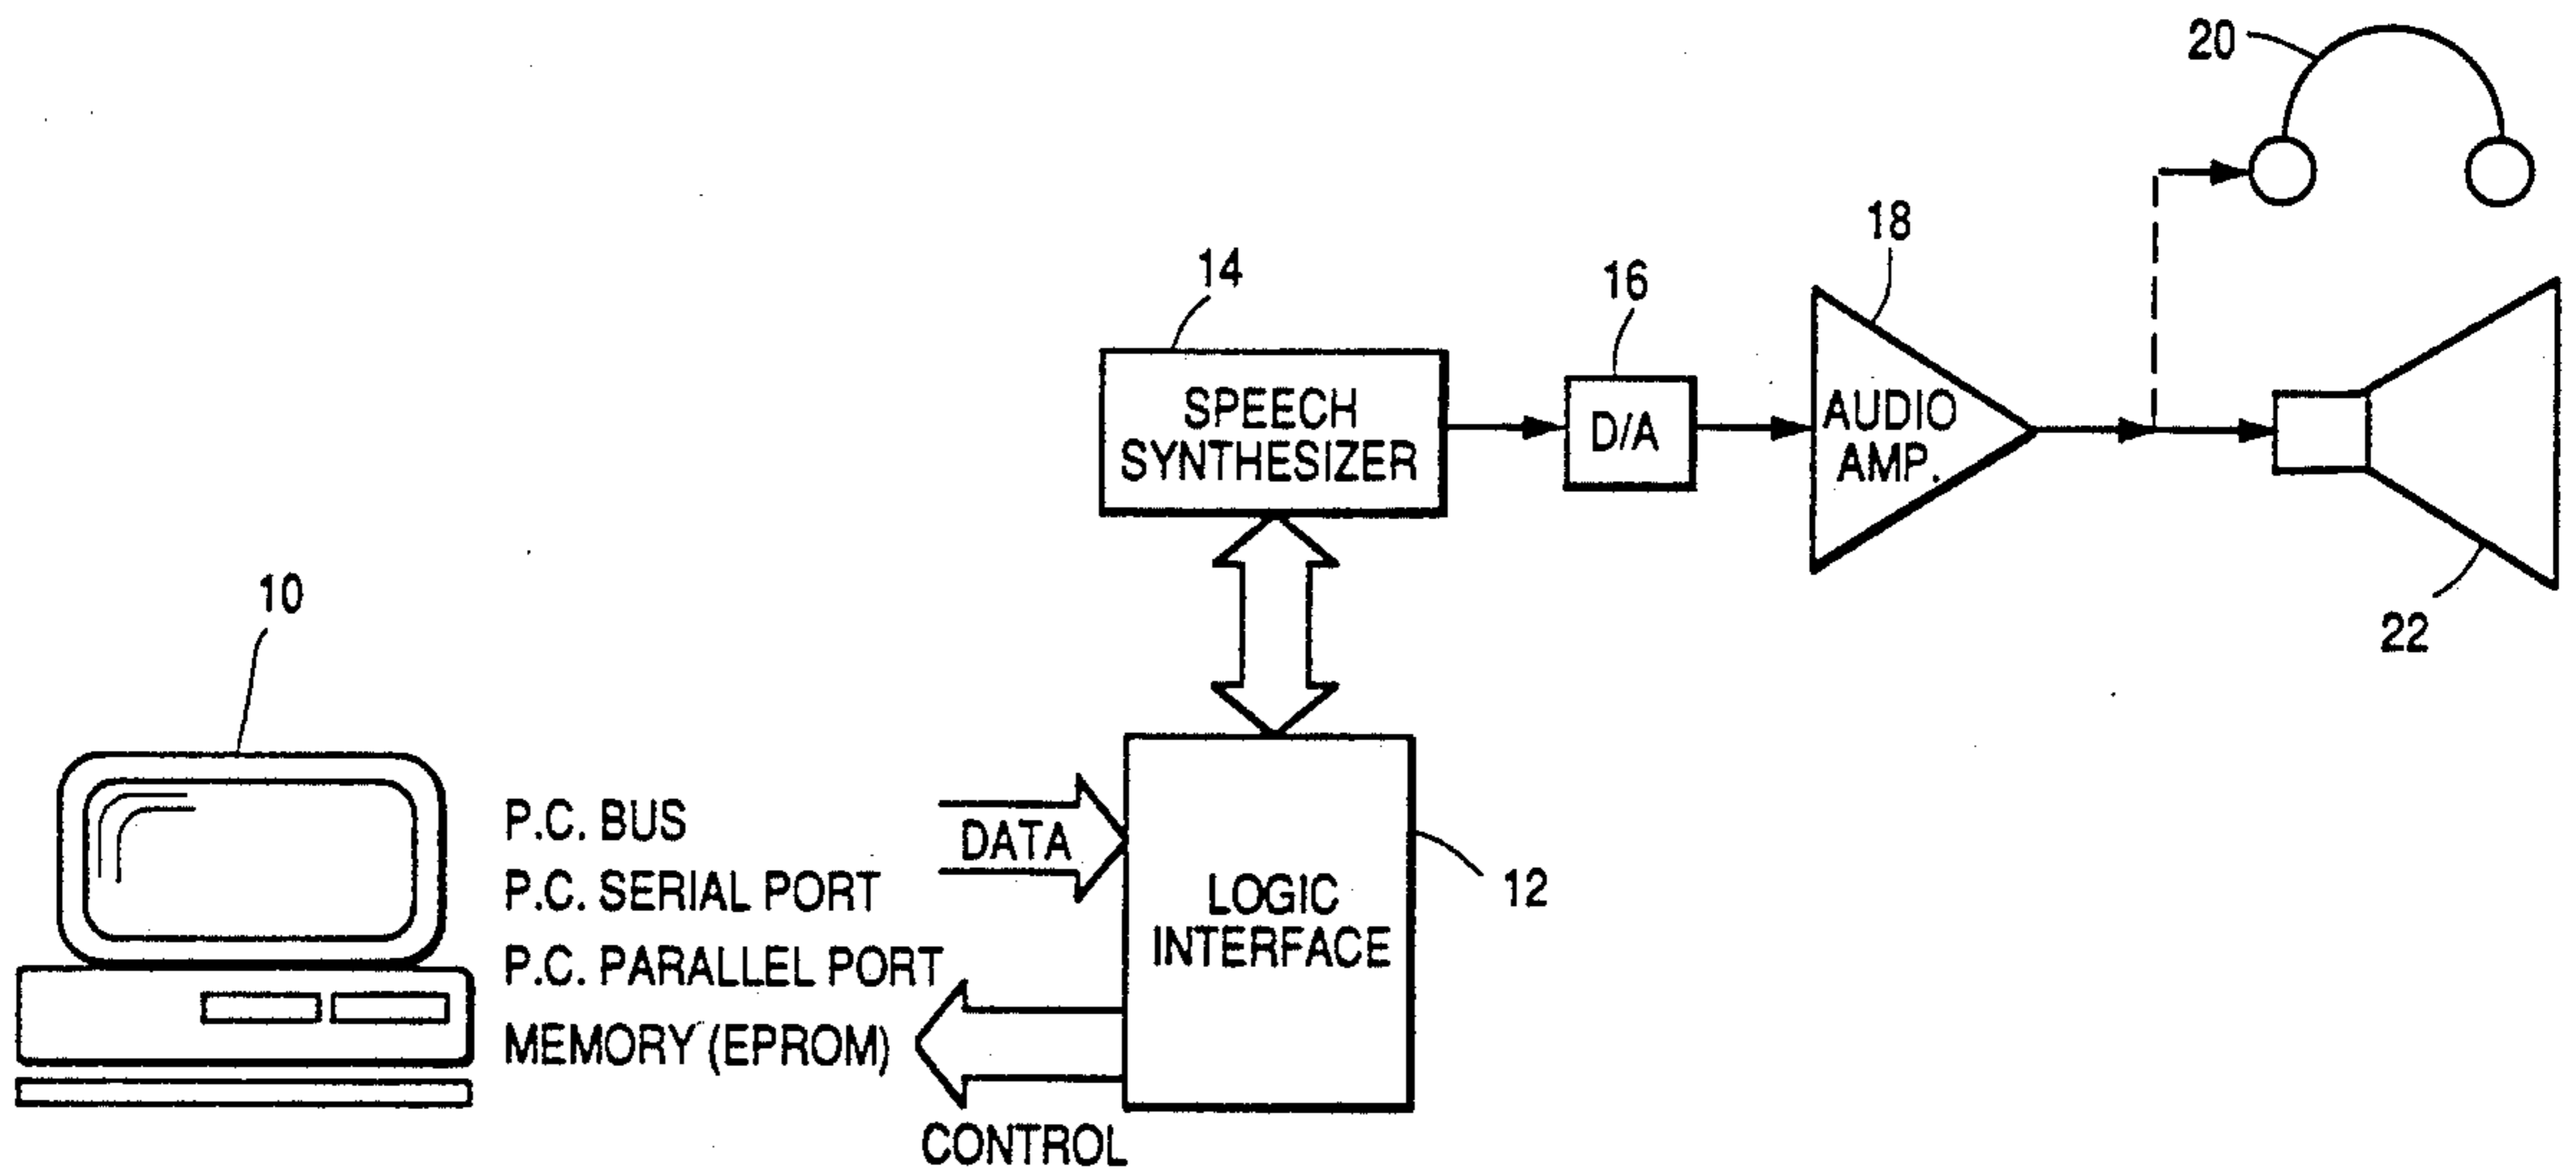 20
18
14
16
SPEECH
SYNTHESIZER
D/A
AUDIO
AMP.
22
10
P.C. BUS
P.C. SERIAL PORT
P.C. PARALLEL PORT
MEMORY (EPROM)
DATA
LOGIC
INTERFACE
12
CONTROL